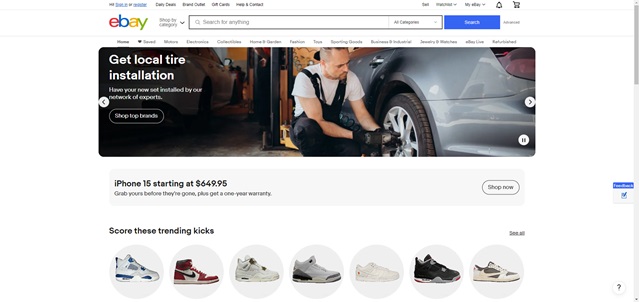 Hi! Sign in or register Daily Deals Brand Outlet Gift Cards Help & Contact Sell Watchlist My eBay
ebay Shop by category Search for anything All Categories Search Advanced
Home Saved Motors Electronics Collectibles Home & Garden Fashion Toys Sporting Goods Business & Industrial Jewelry & Watches eBay Live Refurbished
Get local tire
installation
Have your new set installed by our
network of experts.
Shop top brands
Feedback
iPhone 15 starting at $649.95
Grab yours before they're gone, plus get a one-year warranty.
Shop now
Score these trending kicks
See all
?